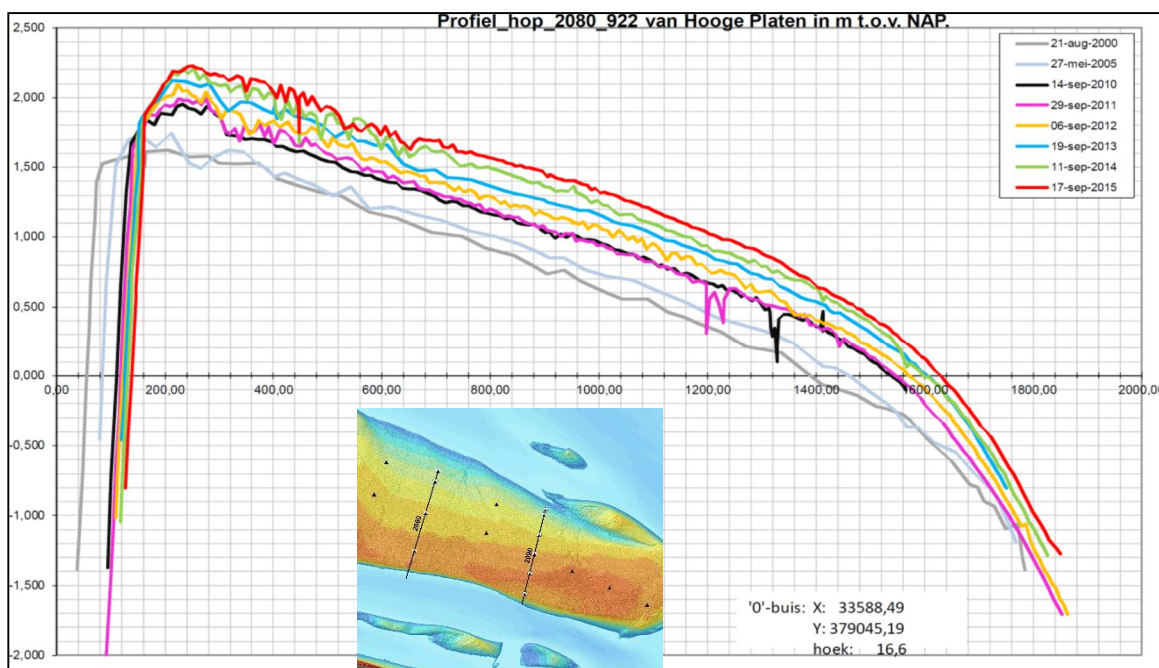 Profiel_hop_2080_922 van Hooge Platen in m t.o.v. NAP.
2,500
2,000
1,500
1,000
0,500
0,000
-0,500
-1,000
-1,500
-2,000
0,00 200,00 400,00 600,00 800,00 1000,00 1200,00 1400,00 1600,00 1800,00 2000,00
21-aug-2000
27-mei-2005
14-sep-2010
29-sep-2011
06-sep-2012
19-sep-2013
11-sep-2014
17-sep-2015
2080
2090
'0'-buis: X: 33588,49
Y: 379045,19
hoek: 16,6